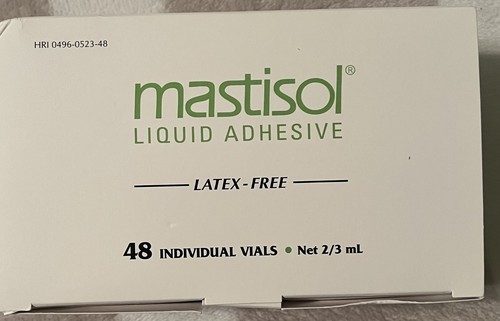 HRI 0496-0523-48
mastisol®
LIQUID ADHESIVE
LATEX-FREE
48 INDIVIDUAL VIALS • Net 2/3 mL